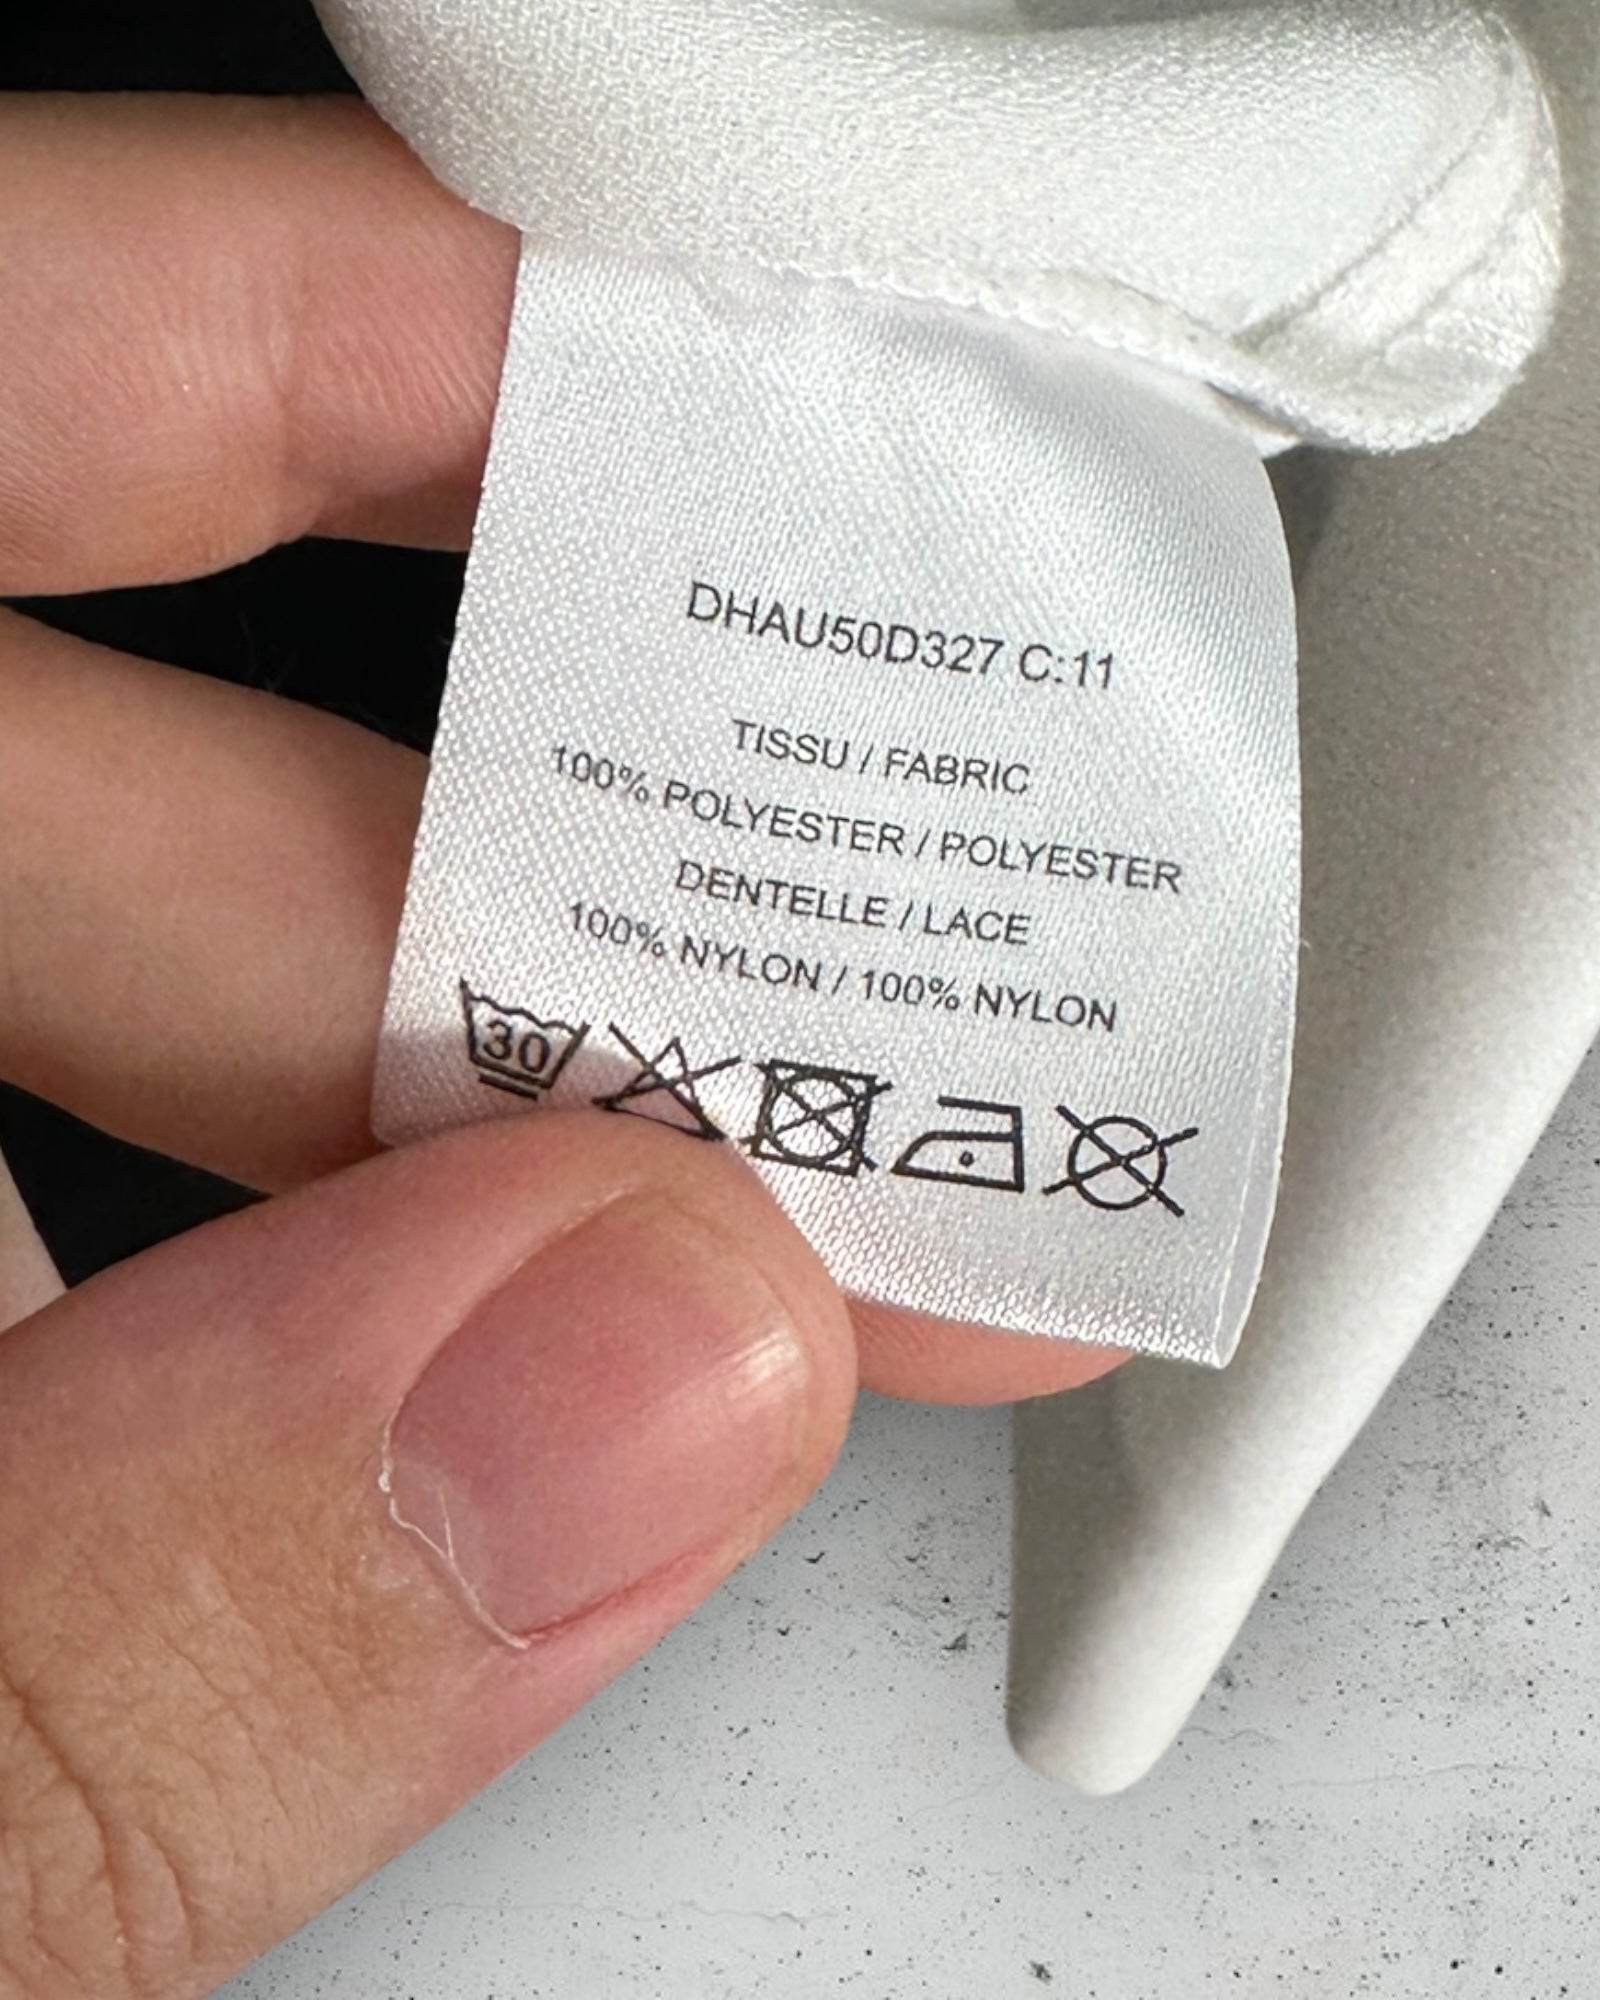 DHAU50D327 C:11
TISSU / FABRIC
100% POLYESTER / POLYESTER
DENTELLE / LACE
100% NYLON / 100% NYLON
30